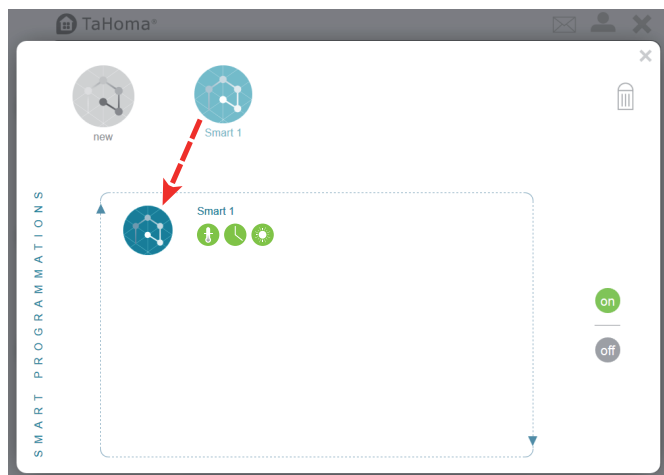 TaHoma®
new
Smart 1
SMART PROGRAMMATIONS
Smart 1
on
off